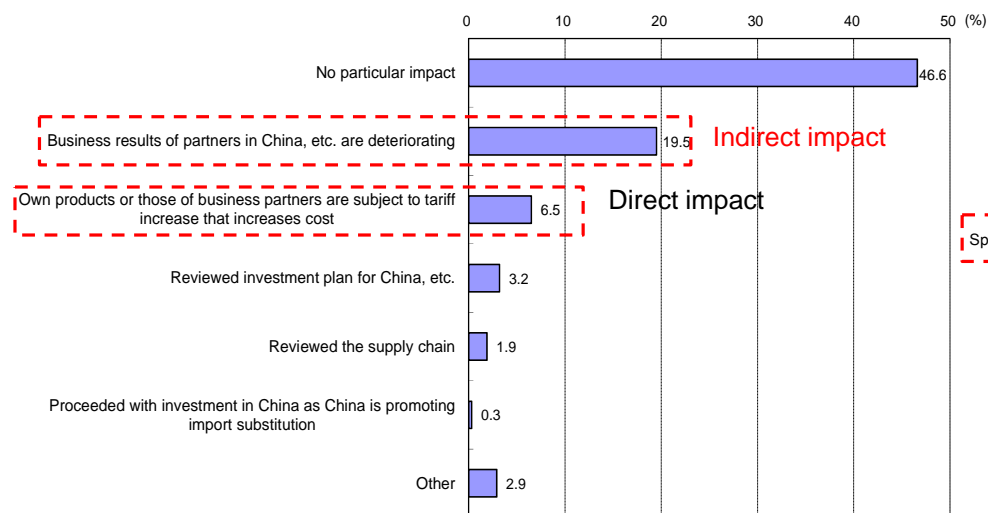 0 10 20 30 40 50 (%)
No particular impact 46.6
Business results of partners in China, etc. are deteriorating 19.5 Indirect impact
Own products or those of business partners are subject to tariff
increase that increases cost 6.5 Direct impact
Sp
Reviewed investment plan for China, etc. 3.2
Reviewed the supply chain 1.9
Proceeded with investment in China as China is promoting
import substitution 0.3
Other 2.9